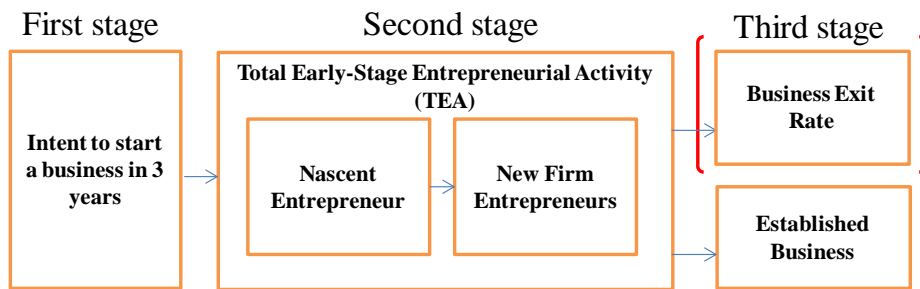 First stage
Second stage
Third stage
Intent to start
a business in 3
years
Total Early-Stage Entrepreneurial Activity
(TEA)
Nascent
Entrepreneur
New Firm
Entrepreneurs
Business Exit
Rate
Established
Business